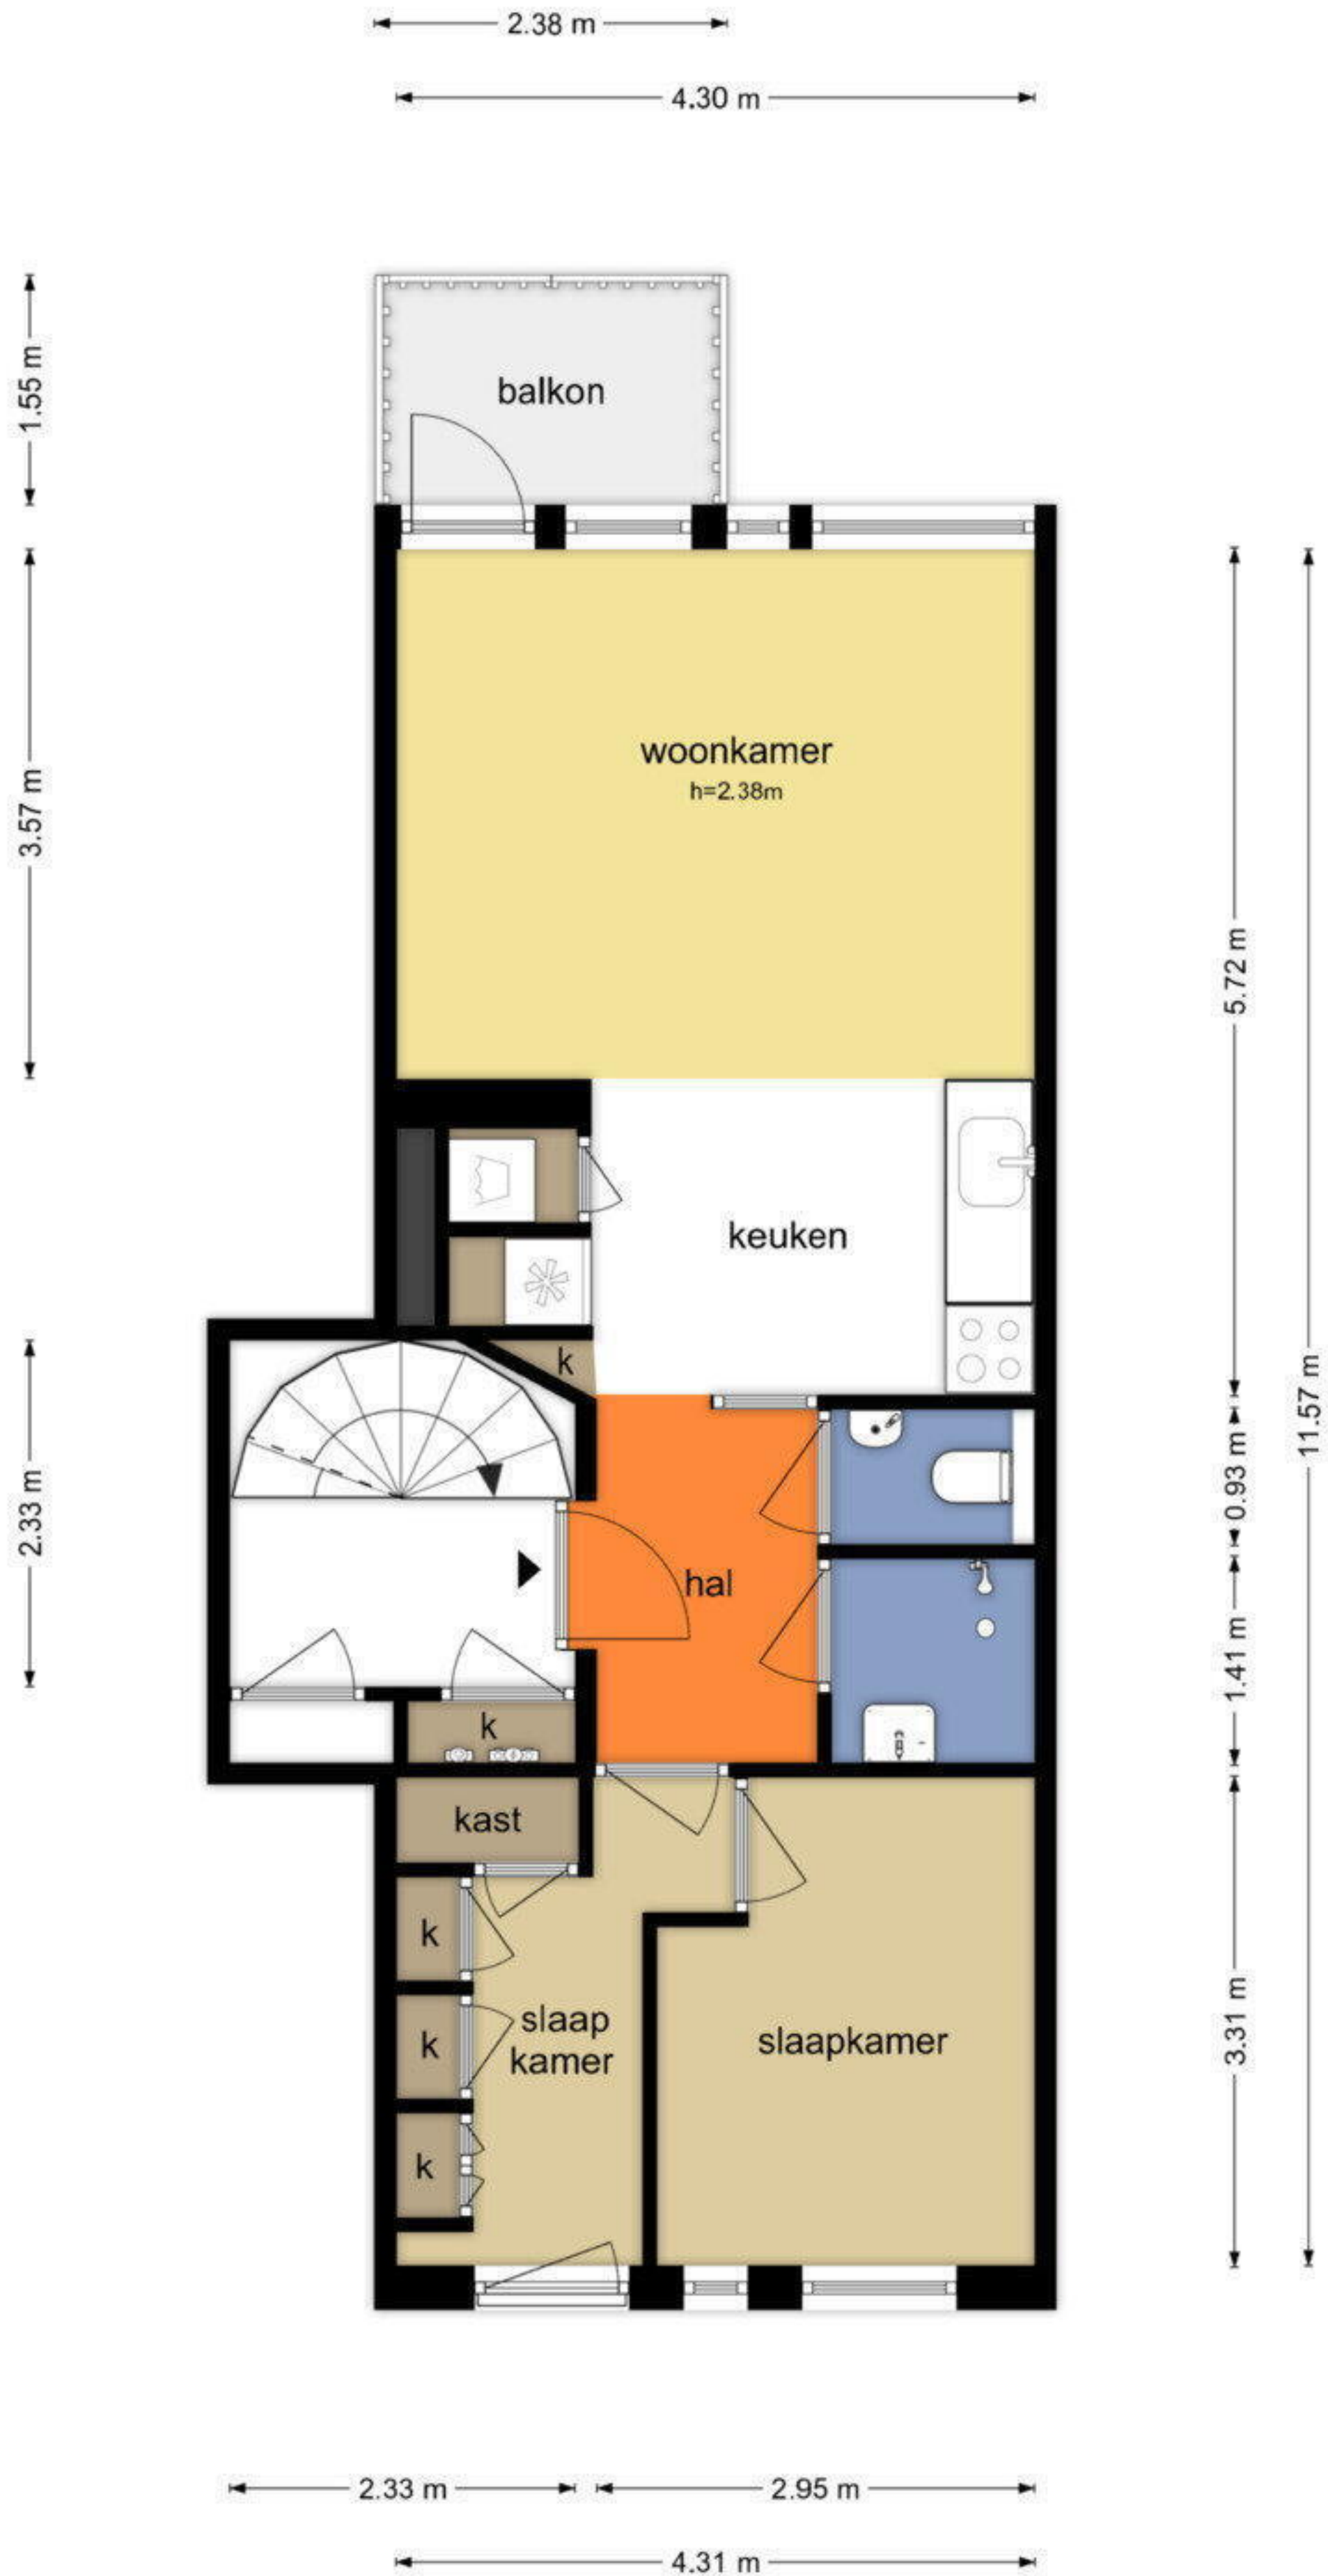 2.38 m
4.30 m
1.55 m
balkon
3.57 m
woonkamer
h=2.38m
5.72 m
11.57 m
keuken
k
2.33 m
hal
0.93 m
1.41 m
k
kast
k
k
k
slaap
kamer
slaapkamer
3.31 m
2.33 m
2.95 m
4.31 m